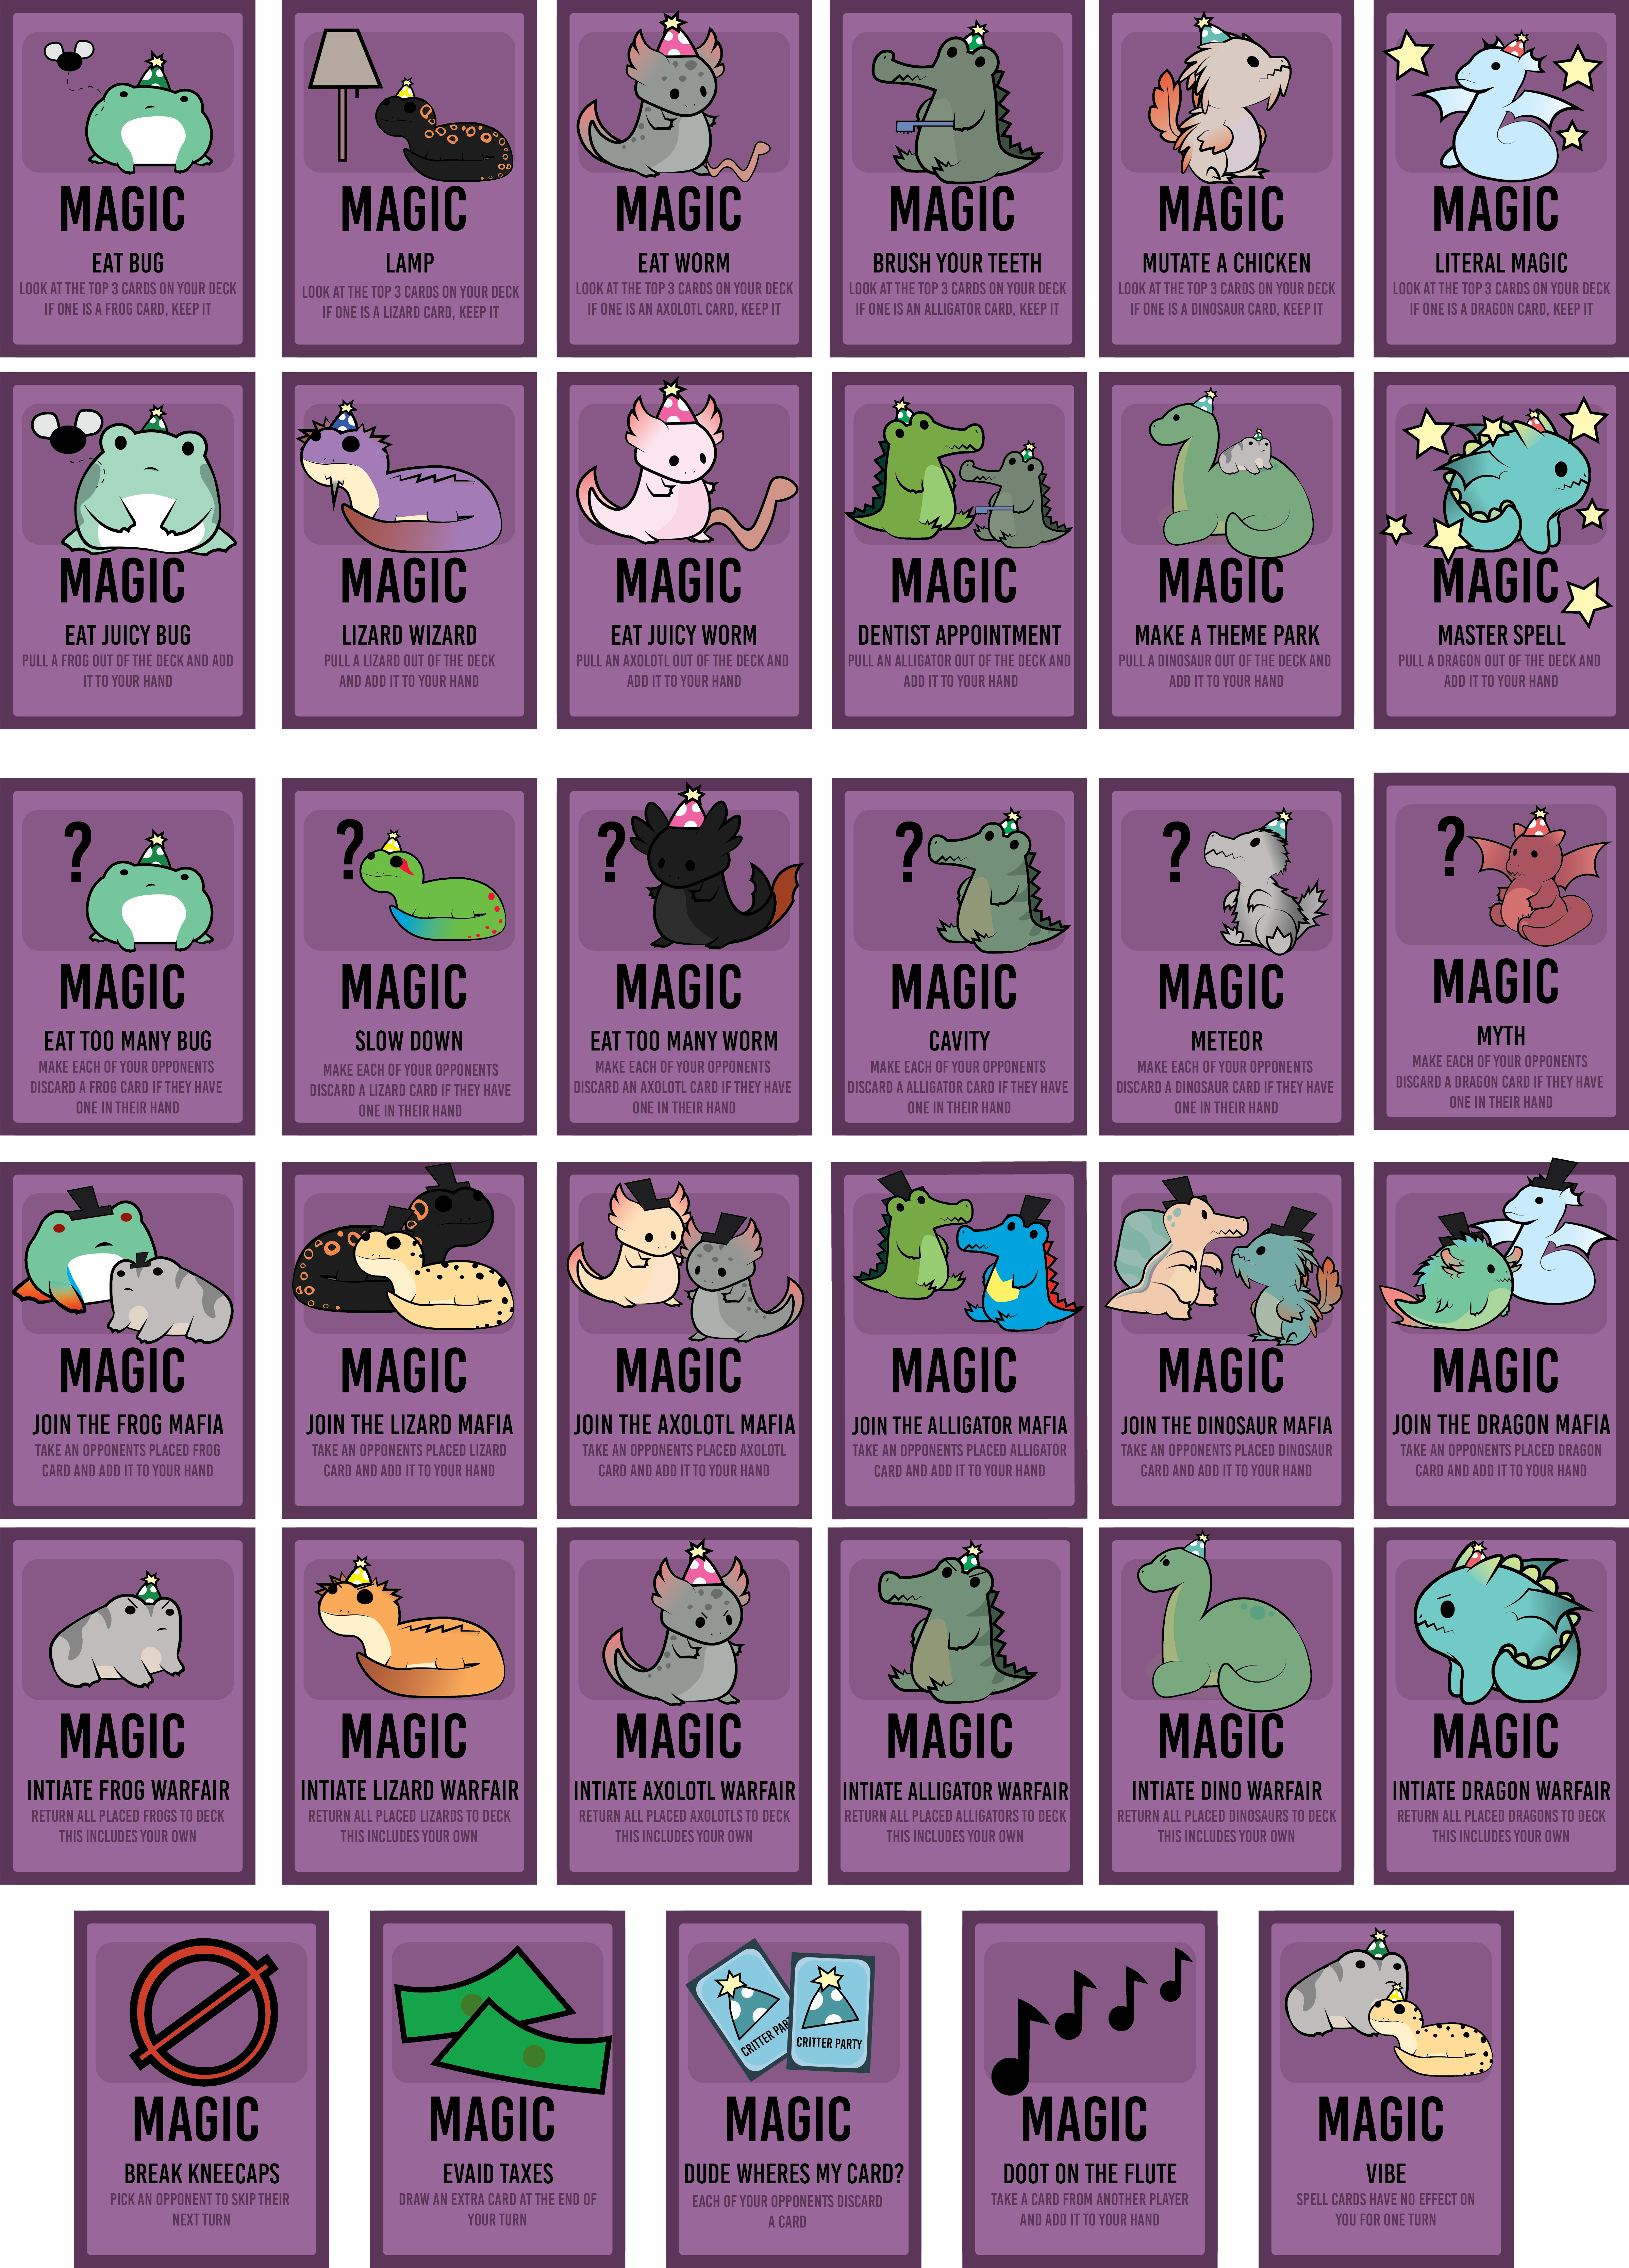 MAGIC
EAT BUG
LOOK AT THE TOP 3 CARDS ON YOUR DECK
IF ONE IS A FROG CARD, KEEP IT
MAGIC
LAMP
LOOK AT THE TOP 3 CARDS ON YOUR DECK
IF ONE IS A LIZARD CARD, KEEP IT
MAGIC
EAT WORM
LOOK AT THE TOP 3 CARDS ON YOUR DECK
IF ONE IS AN AXOLOTL CARD, KEEP IT
MAGIC
BRUSH YOUR TEETH
LOOK AT THE TOP 3 CARDS ON YOUR DECK
IF ONE IS AN ALLIGATOR CARD, KEEP IT
MAGIC
MUTATE A CHICKEN
LOOK AT THE TOP 3 CARDS ON YOUR DECK
IF ONE IS A DINOSAUR CARD, KEEP IT
MAGIC
LITERAL MAGIC
LOOK AT THE TOP 3 CARDS ON YOUR DECK
IF ONE IS A DRAGON CARD, KEEP IT
MAGIC
EAT JUICY BUG
PULL A FROG OUT OF THE DECK AND ADD
IT TO YOUR HAND
MAGIC
LIZARD WIZARD
PULL A LIZARD OUT OF THE DECK
AND ADD IT TO YOUR HAND
MAGIC
EAT JUICY WORM
PULL AN AXOLOTL OUT OF THE DECK AND
ADD IT TO YOUR HAND
MAGIC
DENTIST APPOINTMENT
PULL AN ALLIGATOR OUT OF THE DECK AND
ADD IT TO YOUR HAND
MAGIC
MAKE A THEME PARK
PULL A DINOSAUR OUT OF THE DECK AND
ADD IT TO YOUR HAND
MAGIC
MASTER SPELL
PULL A DRAGON OUT OF THE DECK AND
ADD IT TO YOUR HAND
?
MAGIC
EAT TOO MANY BUG
MAKE EACH OF YOUR OPPONENTS
DISCARD A FROG CARD IF THEY HAVE
ONE IN THEIR HAND
?
MAGIC
SLOW DOWN
MAKE EACH OF YOUR OPPONENTS
DISCARD A LIZARD CARD IF THEY HAVE
ONE IN THEIR HAND
?
MAGIC
EAT TOO MANY WORM
MAKE EACH OF YOUR OPPONENTS
DISCARD AN AXOLOTL CARD IF THEY HAVE
ONE IN THEIR HAND
?
MAGIC
CAVITY
MAKE EACH OF YOUR OPPONENTS
DISCARD A ALLIGATOR CARD IF THEY HAVE
ONE IN THEIR HAND
?
MAGIC
METEOR
MAKE EACH OF YOUR OPPONENTS
DISCARD A DINOSAUR CARD IF THEY HAVE
ONE IN THEIR HAND
?
MAGIC
MYTH
MAKE EACH OF YOUR OPPONENTS
DISCARD A DRAGON CARD IF THEY HAVE
ONE IN THEIR HAND
MAGIC
JOIN THE FROG MAFIA
TAKE AN OPPONENTS PLACED FROG
CARD AND ADD IT TO YOUR HAND
MAGIC
JOIN THE LIZARD MAFIA
TAKE AN OPPONENTS PLACED LIZARD
CARD AND ADD IT TO YOUR HAND
MAGIC
JOIN THE AXOLOTL MAFIA
TAKE AN OPPONENTS PLACED AXOLOTL
CARD AND ADD IT TO YOUR HAND
MAGIC
JOIN THE ALLIGATOR MAFIA
TAKE AN OPPONENTS PLACED ALLIGATOR
CARD AND ADD IT TO YOUR HAND
MAGIC
JOIN THE DINOSAUR MAFIA
TAKE AN OPPONENTS PLACED DINOSAUR
CARD AND ADD IT TO YOUR HAND
MAGIC
JOIN THE DRAGON MAFIA
TAKE AN OPPONENTS PLACED DRAGON
CARD AND ADD IT TO YOUR HAND
MAGIC
INTIATE FROG WARFAIR
RETURN ALL PLACED FROGS TO DECK
THIS INCLUDES YOUR OWN
MAGIC
INTIATE LIZARD WARFAIR
RETURN ALL PLACED LIZARDS TO DECK
THIS INCLUDES YOUR OWN
MAGIC
INTIATE AXOLOTL WARFAIR
RETURN ALL PLACED AXOLOTLS TO DECK
THIS INCLUDES YOUR OWN
MAGIC
INTIATE ALLIGATOR WARFAIR
RETURN ALL PLACED ALLIGATORS TO DECK
THIS INCLUDES YOUR OWN
MAGIC
INTIATE DINO WARFAIR
RETURN ALL PLACED DINOSAURS TO DECK
THIS INCLUDES YOUR OWN
MAGIC
INTIATE DRAGON WARFAIR
RETURN ALL PLACED DRAGONS TO DECK
THIS INCLUDES YOUR OWN
MAGIC
BREAK KNEECAPS
PICK AN OPPONENT TO SKIP THEIR
NEXT TURN
MAGIC
EVAID TAXES
DRAW AN EXTRA CARD AT THE END OF
YOUR TURN
CRITTER PAR
CRITTER PARTY
MAGIC
DUDE WHERES MY CARD?
EACH OF YOUR OPPONENTS DISCARD
A CARD
MAGIC
DOOT ON THE FLUTE
TAKE A CARD FROM ANOTHER PLAYER
AND ADD IT TO YOUR HAND
MAGIC
VIBE
SPELL CARDS HAVE NO EFFECT ON
YOU FOR ONE TURN